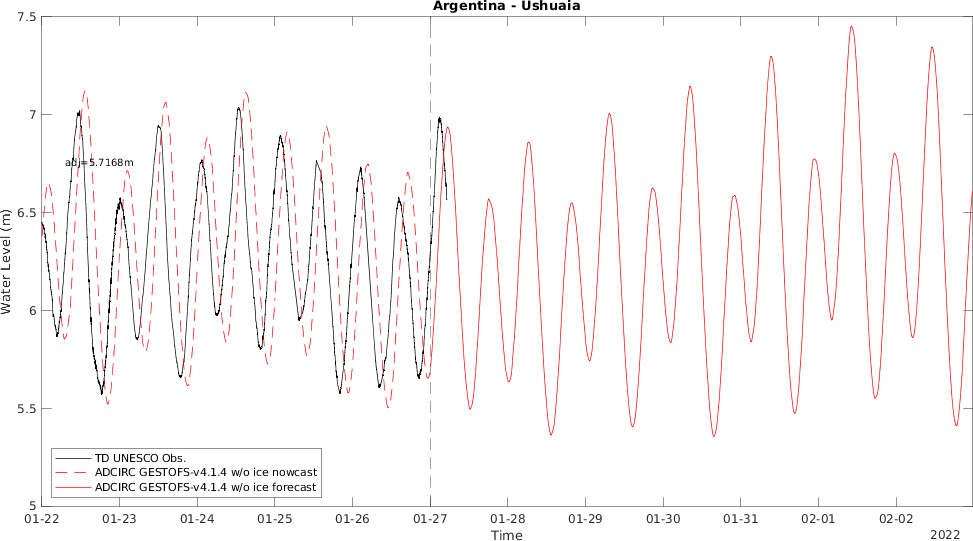 Argentina - Ushuaia
7.5
7
adj=5.7168m
6.5
Water Level (m)
6
5.5
TD UNESCO Obs.
ADCIRC GESTOFS-v4.1.4 w/o ice nowcast
ADCIRC GESTOFS-v4.1.4 w/o ice forecast
5
01-22 01-23 01-24 01-25 01-26 01-27 01-28 01-29 01-30 01-31 02-01 02-02
Time
2022